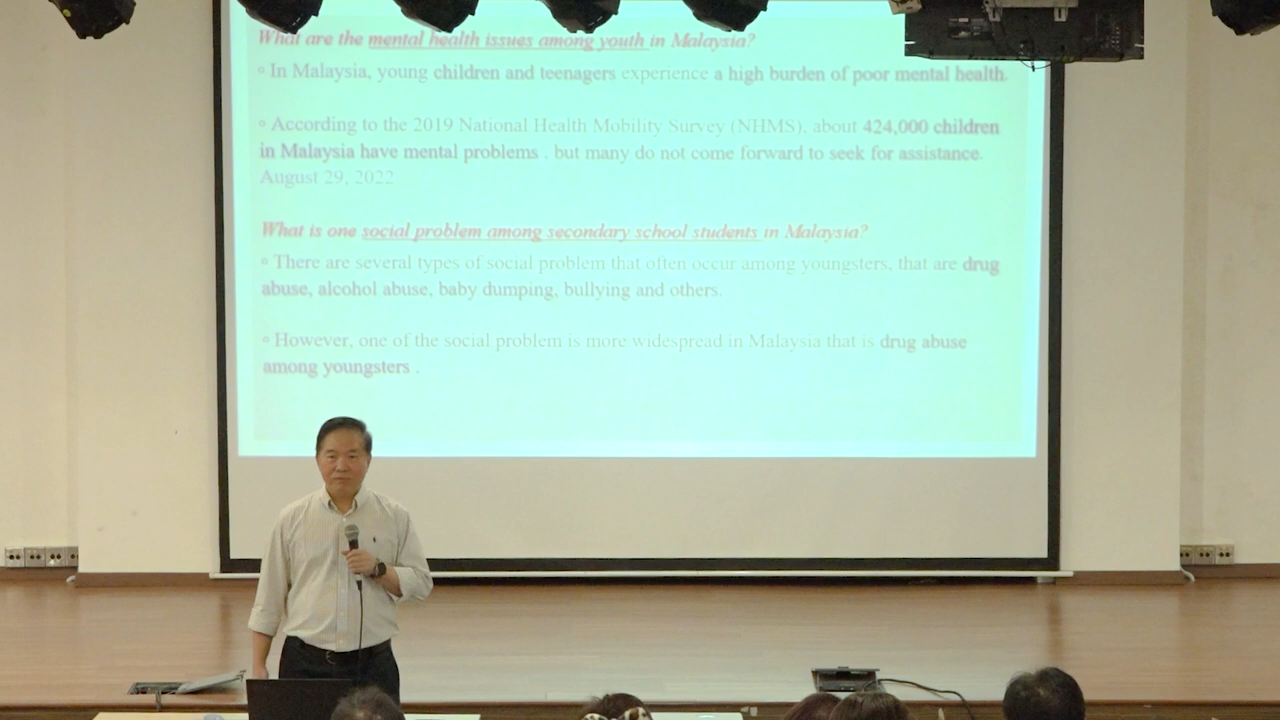 What are the mental health issues among youth in Malaysia?
◦ In Malaysia, young children and teenagers experience a high burden of poor mental health.
◦ According to the 2019 National Health Mobility Survey (NHMS), about 424,000 children
in Malaysia have mental problems . but many do not come forward to seek for assistance.
August 29, 2022
What is one social problem among secondary school students in Malaysia?
◦ There are several types of social problem that often occur among youngsters, that are drug
abuse, alcohol abuse, baby dumping, bullying and others.
◦ However, one of the social problem is more widespread in Malaysia that is drug abuse
among youngsters .